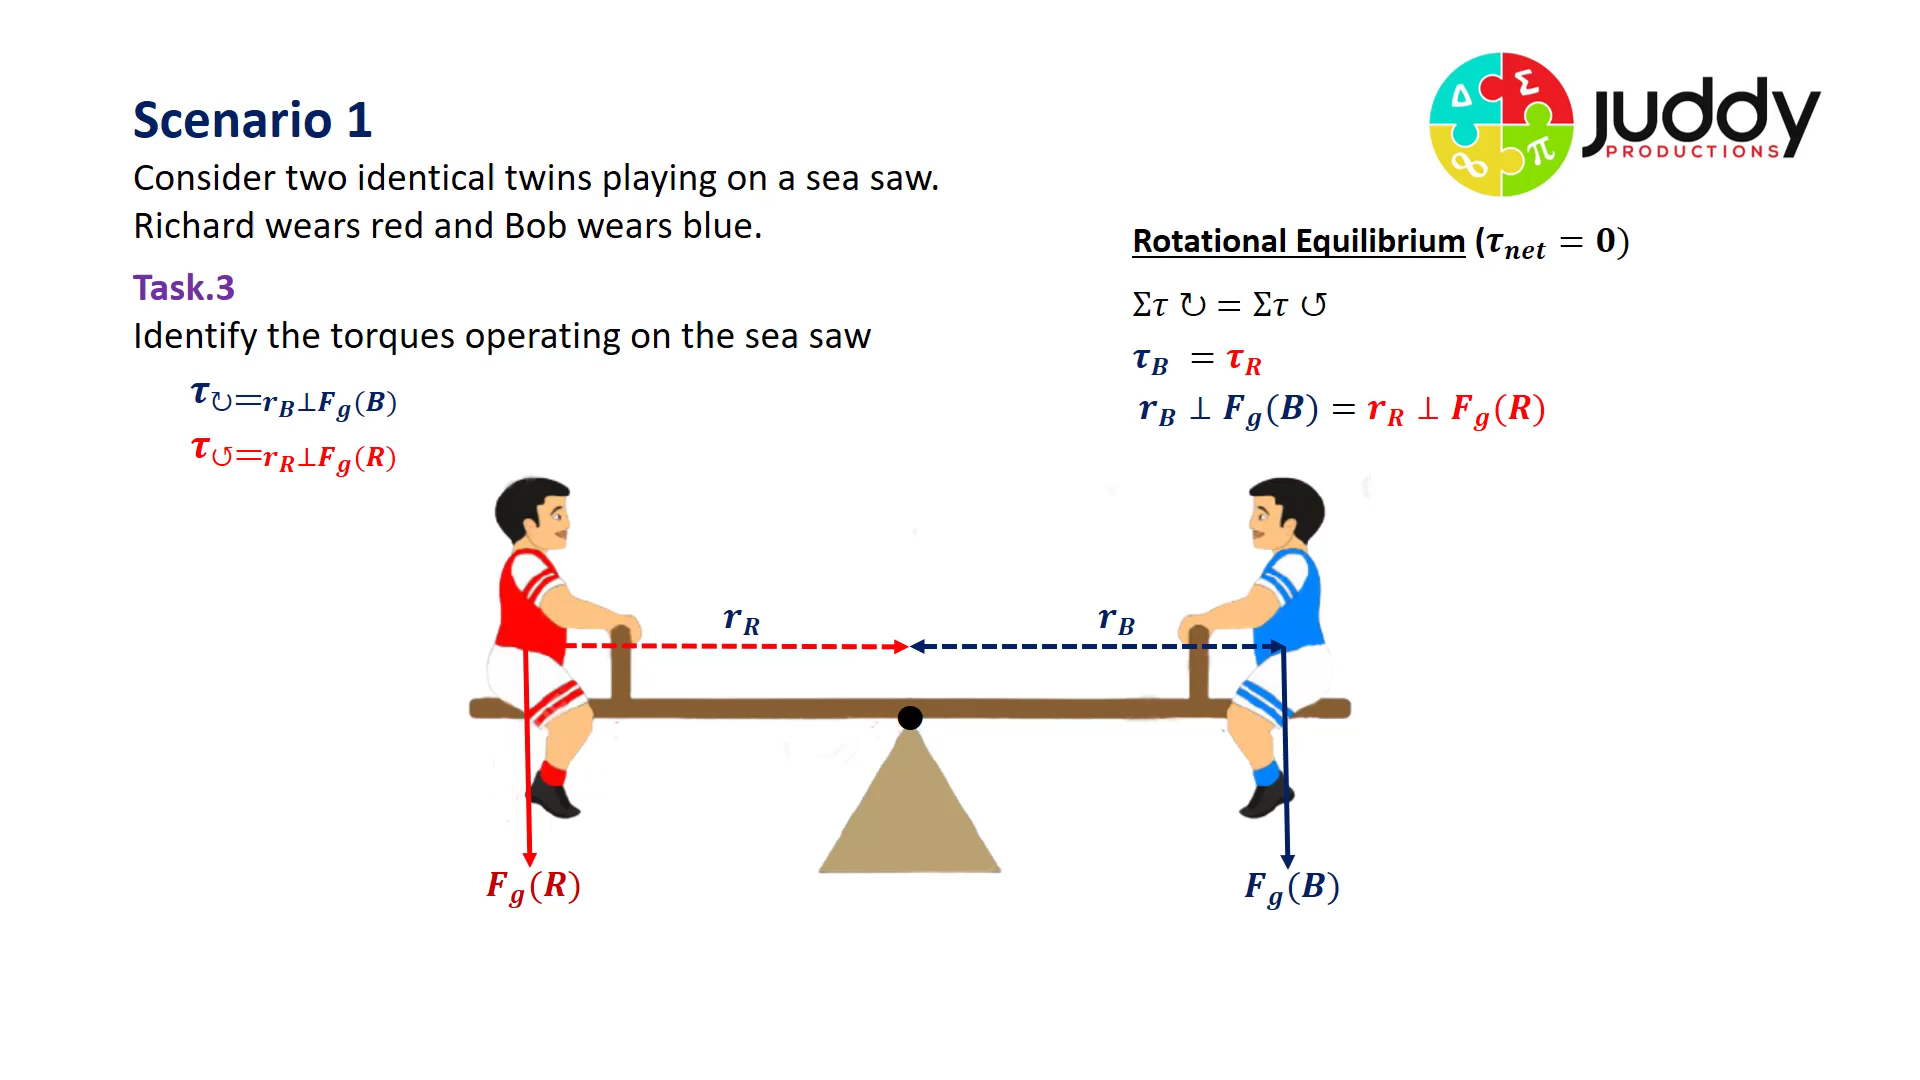 Scenario 1
Consider two identical twins playing on a sea saw.
Richard wears red and Bob wears blue.
Task.3
Identify the torques operating on the sea saw
τ↻=r_B⊥F_g(B)
τ↺=r_R⊥F_g(R)
Δ Σ ∞ π
juddy
PRODUCTIONS
Rotational Equilibrium (τ_net = 0)
Στ ↻ = Στ ↺
τ_B = τ_R
r_B ⊥ F_g(B) = r_R ⊥ F_g(R)
r_R
r_B
F_g(R)
F_g(B)